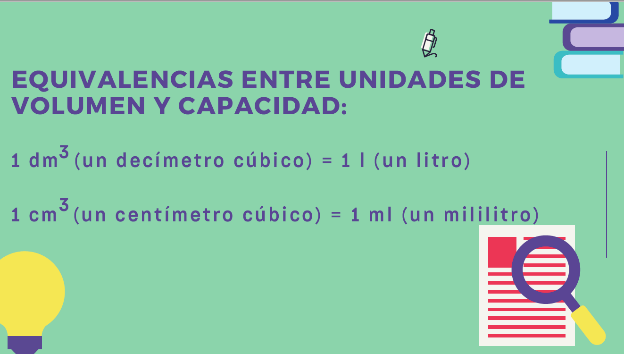 EQUIVALENCIAS ENTRE UNIDADES DE
VOLUMEN Y CAPACIDAD:
1 dm³ (un decímetro cúbico) = 1 l (un litro)
1 cm³ (un centímetro cúbico) = 1 ml (un mililitro)